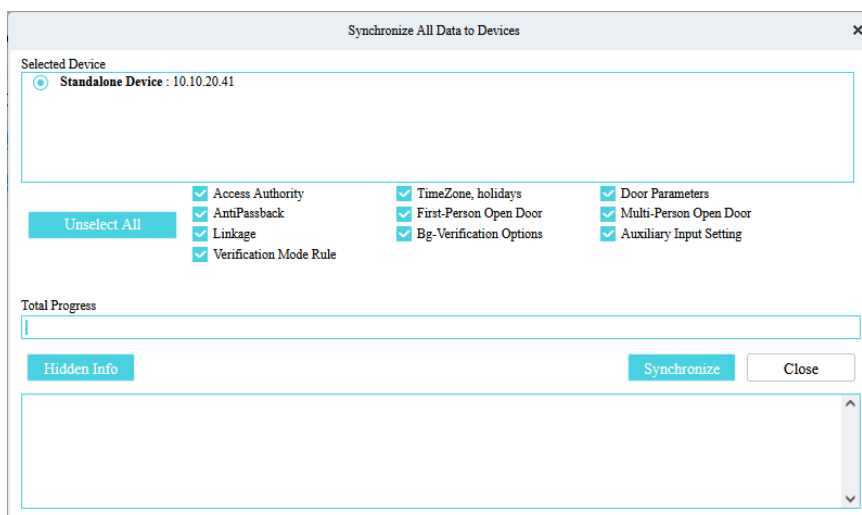 Synchronize All Data to Devices
Selected Device
Standalone Device : 10.10.20.41
Access Authority TimeZone, holidays Door Parameters
AntiPassback First-Person Open Door Multi-Person Open Door
Unselect All
Linkage Bg-Verification Options Auxiliary Input Setting
Verification Mode Rule
Total Progress
Hidden Info Synchronize Close